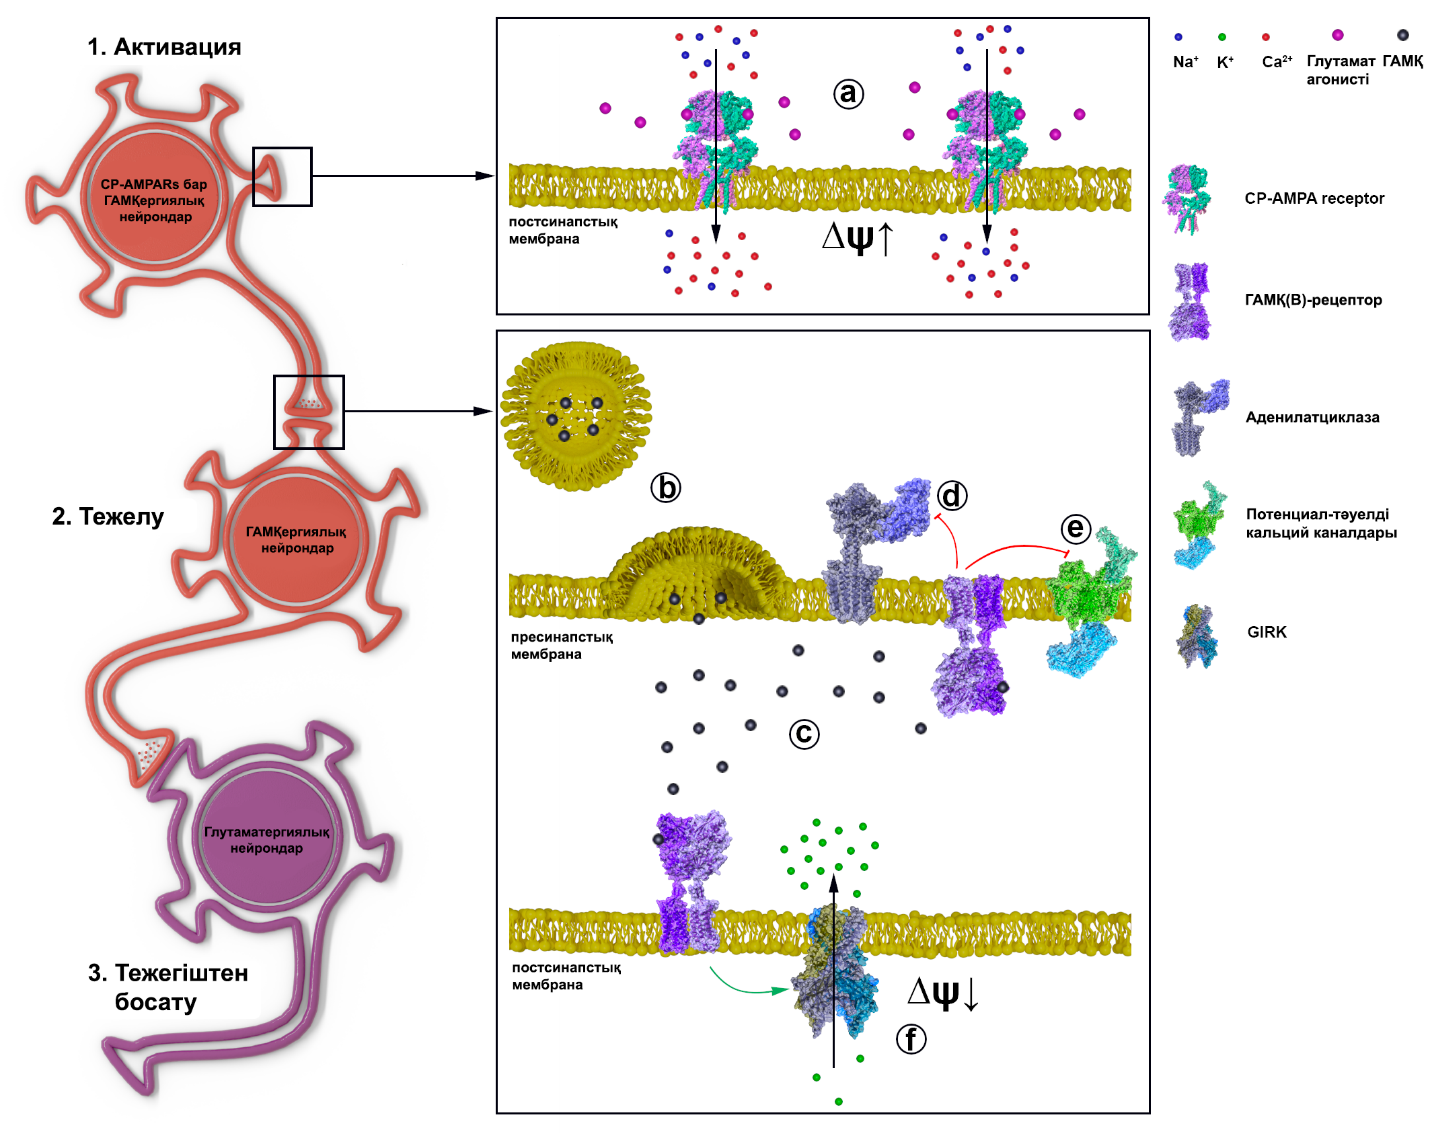 1. Активация
CP-AMPARs бар
ГАМҚергиялық
нейрондар
2. Тежелу
ГАМҚергиялық
нейрондар
Глутаматергиялық
нейрондар
3. Тежегіштен
босату
a
постсинапстық
мембрана
Δψ↑
b
d
e
пресинапстық
мембрана
c
постсинапстық
мембрана
Δψ↓
f
Na⁺
K⁺
Ca²⁺
Глутамат
агонисті
ГАМҚ
CP-AMPA receptor
ГАМҚ(B)-рецептор
Аденилатциклаза
Потенциал-тәуелді
кальций каналдары
GIRK